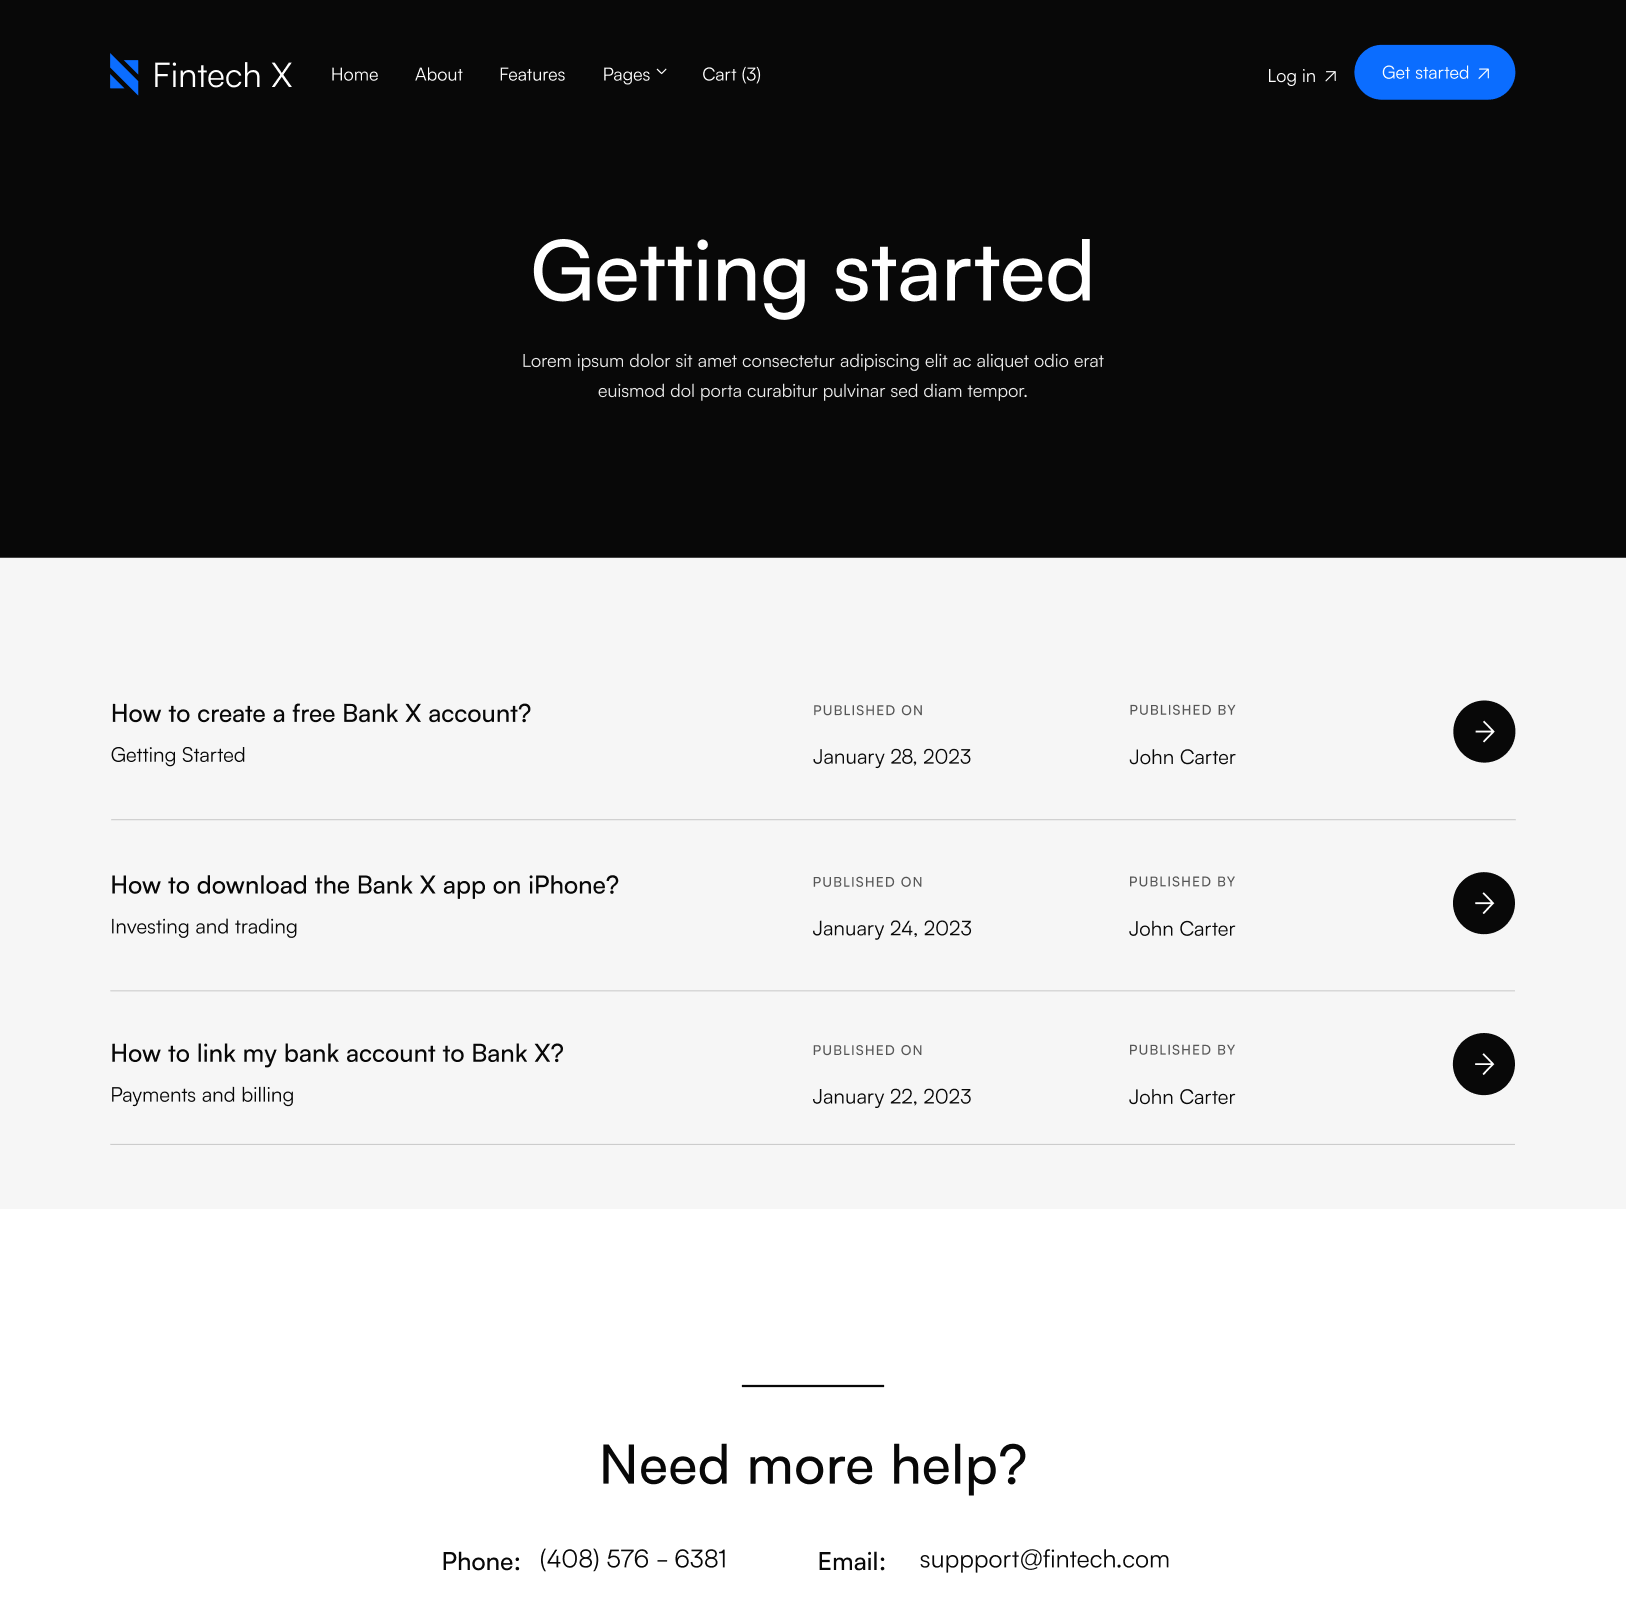 Fintech X
Home
About
Features
Pages
Cart (3)
Log in
Get started
Getting started
Lorem ipsum dolor sit amet consectetur adipiscing elit ac aliquet odio erat
euismod dol porta curabitur pulvinar sed diam tempor.
How to create a free Bank X account?
Getting Started
PUBLISHED ON
January 28, 2023
PUBLISHED BY
John Carter
How to download the Bank X app on iPhone?
Investing and trading
PUBLISHED ON
January 24, 2023
PUBLISHED BY
John Carter
How to link my bank account to Bank X?
Payments and billing
PUBLISHED ON
January 22, 2023
PUBLISHED BY
John Carter
Need more help?
Phone: (408) 576 - 6381
Email: suppport@fintech.com